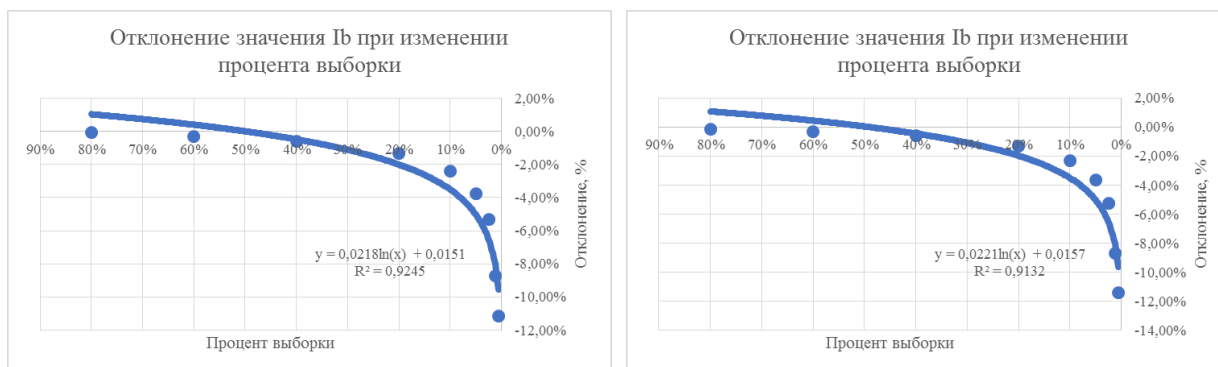 Отклонение значения Ib при изменении
процента выборки
2,00%
0,00%
90% 80% 70% 60% 50% 40% 30% 20% 10% 0%
-2,00%
-4,00%
-6,00%
y = 0,0218ln(x) + 0,0151
R² = 0,9245
-8,00%
-10,00%
-12,00%
Отклонение, %
Процент выборки
Отклонение значения Ib при изменении
процента выборки
2,00%
0,00%
90% 80% 70% 60% 50% 40% 30% 20% 10% 0%
-2,00%
-4,00%
-6,00%
-8,00%
y = 0,0221ln(x) + 0,0157
R² = 0,9132
-10,00%
-12,00%
-14,00%
Отклонение, %
Процент выборки